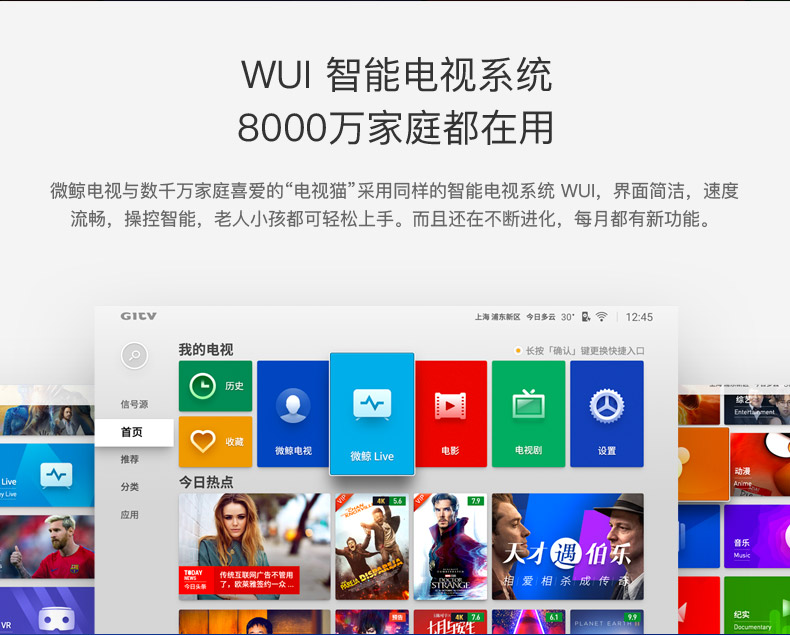 WUI 智能电视系统
8000万家庭都在用
微鲸电视与数千万家庭喜爱的“电视猫”采用同样的智能电视系统 WUI，界面简洁，速度
流畅，操控智能，老人小孩都可轻松上手。而且还在不断进化，每月都有新功能。
GITV
上海 浦东新区 今日多云 30° 12:45
我的电视
长按「确认」键更换快捷入口
信号源
首页
推荐
分类
应用
历史
收藏
微鲸电视
微鲸 Live
电影
电视剧
设置
今日热点
TODAY
NEWS
今日头条
传统互联网广告不管用
了，欧莱雅签约一众 ...
VIP
4K 5.6
VIP
7.9
DOCTOR
STRANGE
天才遇伯乐
相爱相杀成传奇
预告
4K 7.6
七月与安生
6.1
9.9
PLANET EARTH II
Live
y Live
VR
综艺
Entertainment
动漫
Anime
音乐
Music
纪实
Documentary